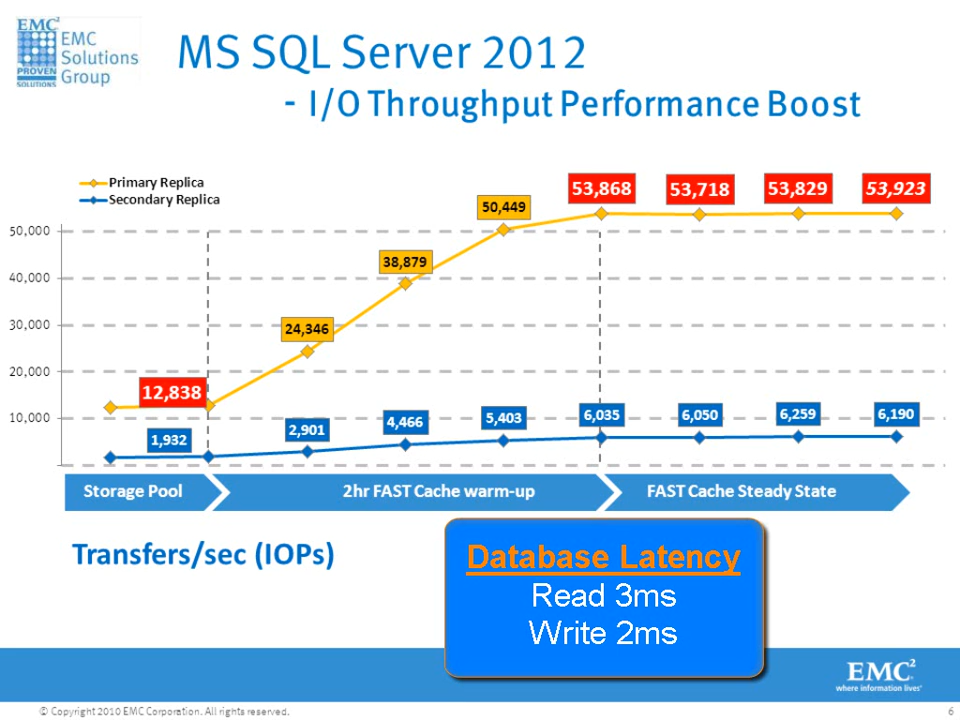 EMC²
PROVEN
SOLUTIONS
EMC
Solutions
Group
MS SQL Server 2012
- I/O Throughput Performance Boost
Primary Replica
Secondary Replica
50,000
40,000
30,000
20,000
10,000
12,838
24,346
38,879
50,449
53,868
53,718
53,829
53,923
1,932
2,901
4,466
5,403
6,035
6,050
6,259
6,190
Storage Pool
2hr FAST Cache warm-up
FAST Cache Steady State
Transfers/sec (IOPs)
Database Latency
Read 3ms
Write 2ms
EMC²
where information lives®
© Copyright 2010 EMC Corporation. All rights reserved.
6